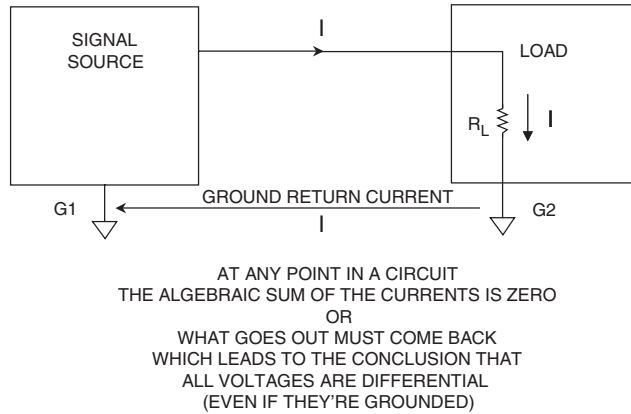 I
SIGNAL
SOURCE
LOAD
RL
I
GROUND RETURN CURRENT
G1
G2
I
AT ANY POINT IN A CIRCUIT
THE ALGEBRAIC SUM OF THE CURRENTS IS ZERO
OR
WHAT GOES OUT MUST COME BACK
WHICH LEADS TO THE CONCLUSION THAT
ALL VOLTAGES ARE DIFFERENTIAL
(EVEN IF THEY'RE GROUNDED)